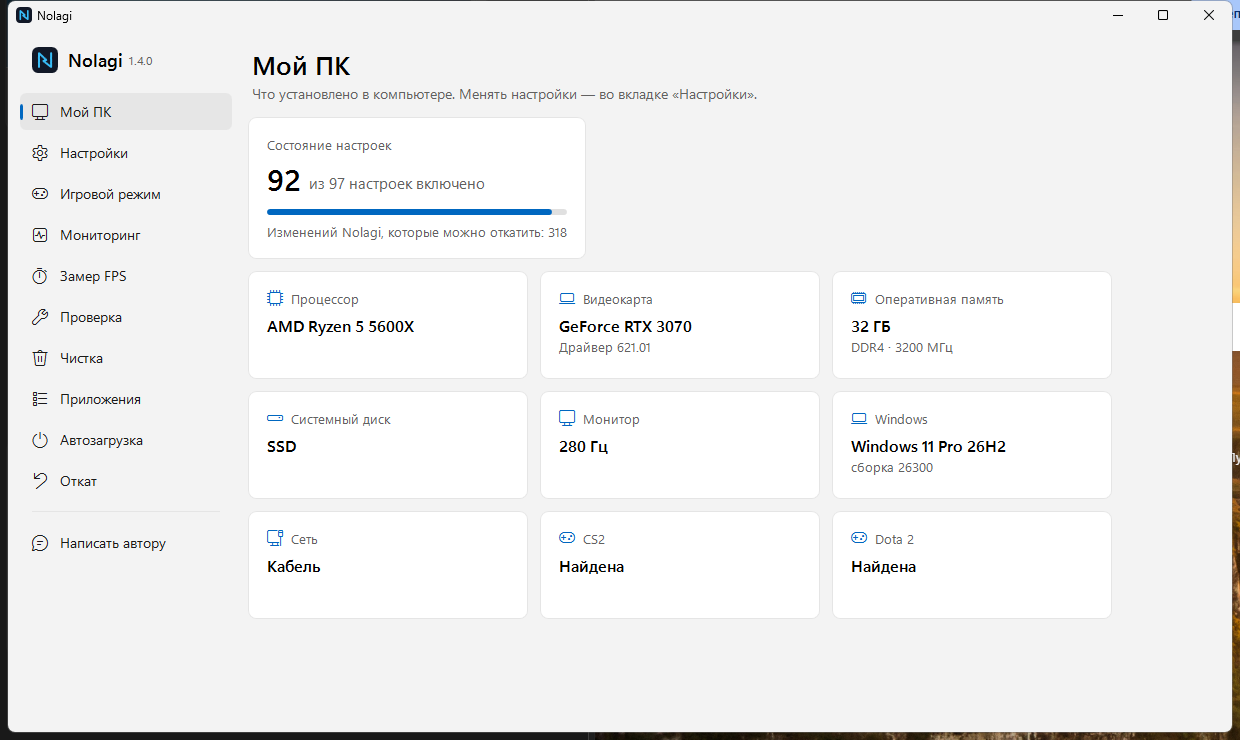 Nolagi
Nolagi 1.4.0
Мой ПК
Настройки
Игровой режим
Мониторинг
Замер FPS
Проверка
Чистка
Приложения
Автозагрузка
Откат
Написать автору
Мой ПК
Что установлено в компьютере. Менять настройки — во вкладке «Настройки».
Состояние настроек
92 из 97 настроек включено
Изменений Nolagi, которые можно откатить: 318
Процессор
AMD Ryzen 5 5600X
Видеокарта
GeForce RTX 3070
Драйвер 621.01
Оперативная память
32 ГБ
DDR4 · 3200 МГц
Системный диск
SSD
Монитор
280 Гц
Windows
Windows 11 Pro 26H2
сборка 26300
Сеть
Кабель
CS2
Найдена
Dota 2
Найдена